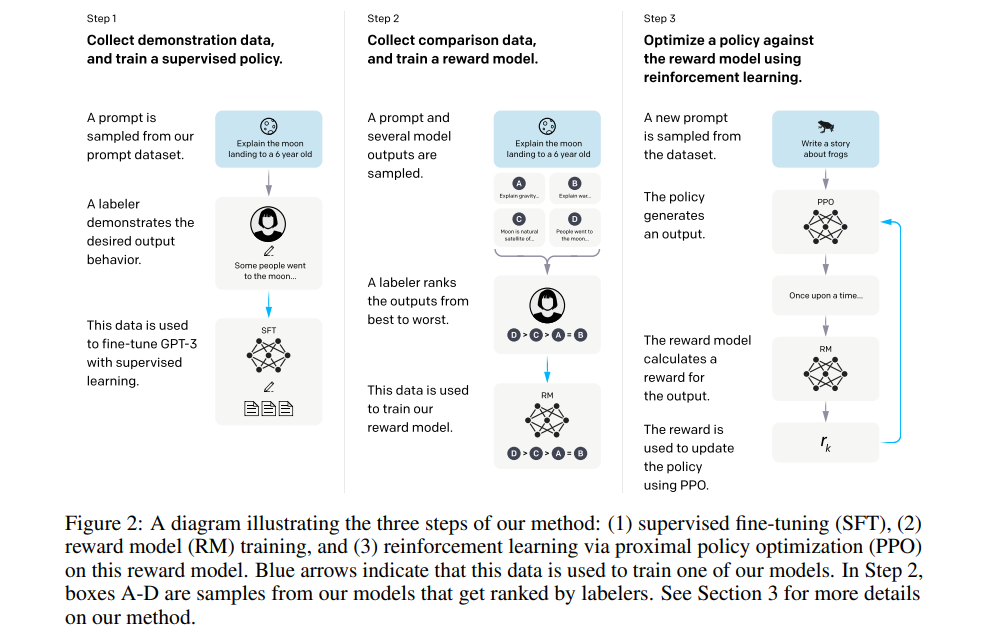 Step 1
Collect demonstration data,
and train a supervised policy.
A prompt is
sampled from our
prompt dataset.
Explain the moon
landing to a 6 year old
A labeler
demonstrates the
desired output
behavior.
Some people went
to the moon...
This data is used
to fine-tune GPT-3
with supervised
learning.
SFT
Step 2
Collect comparison data,
and train a reward model.
A prompt and
several model
outputs are
sampled.
Explain the moon
landing to a 6 year old
A
Explain gravity...
B
Explain war...
C
Moon is natural
satellite of...
D
People went to
the moon...
A labeler ranks
the outputs from
best to worst.
D > C > A = B
This data is used
to train our
reward model.
RM
D > C > A = B
Step 3
Optimize a policy against
the reward model using
reinforcement learning.
A new prompt
is sampled from
the dataset.
Write a story
about frogs
The policy
generates
an output.
PPO
Once upon a time...
The reward model
calculates a
reward for
the output.
RM
The reward is
used to update
the policy
using PPO.
rk
Figure 2: A diagram illustrating the three steps of our method: (1) supervised fine-tuning (SFT), (2)
reward model (RM) training, and (3) reinforcement learning via proximal policy optimization (PPO)
on this reward model. Blue arrows indicate that this data is used to train one of our models. In Step 2,
boxes A-D are samples from our models that get ranked by labelers. See Section 3 for more details
on our method.